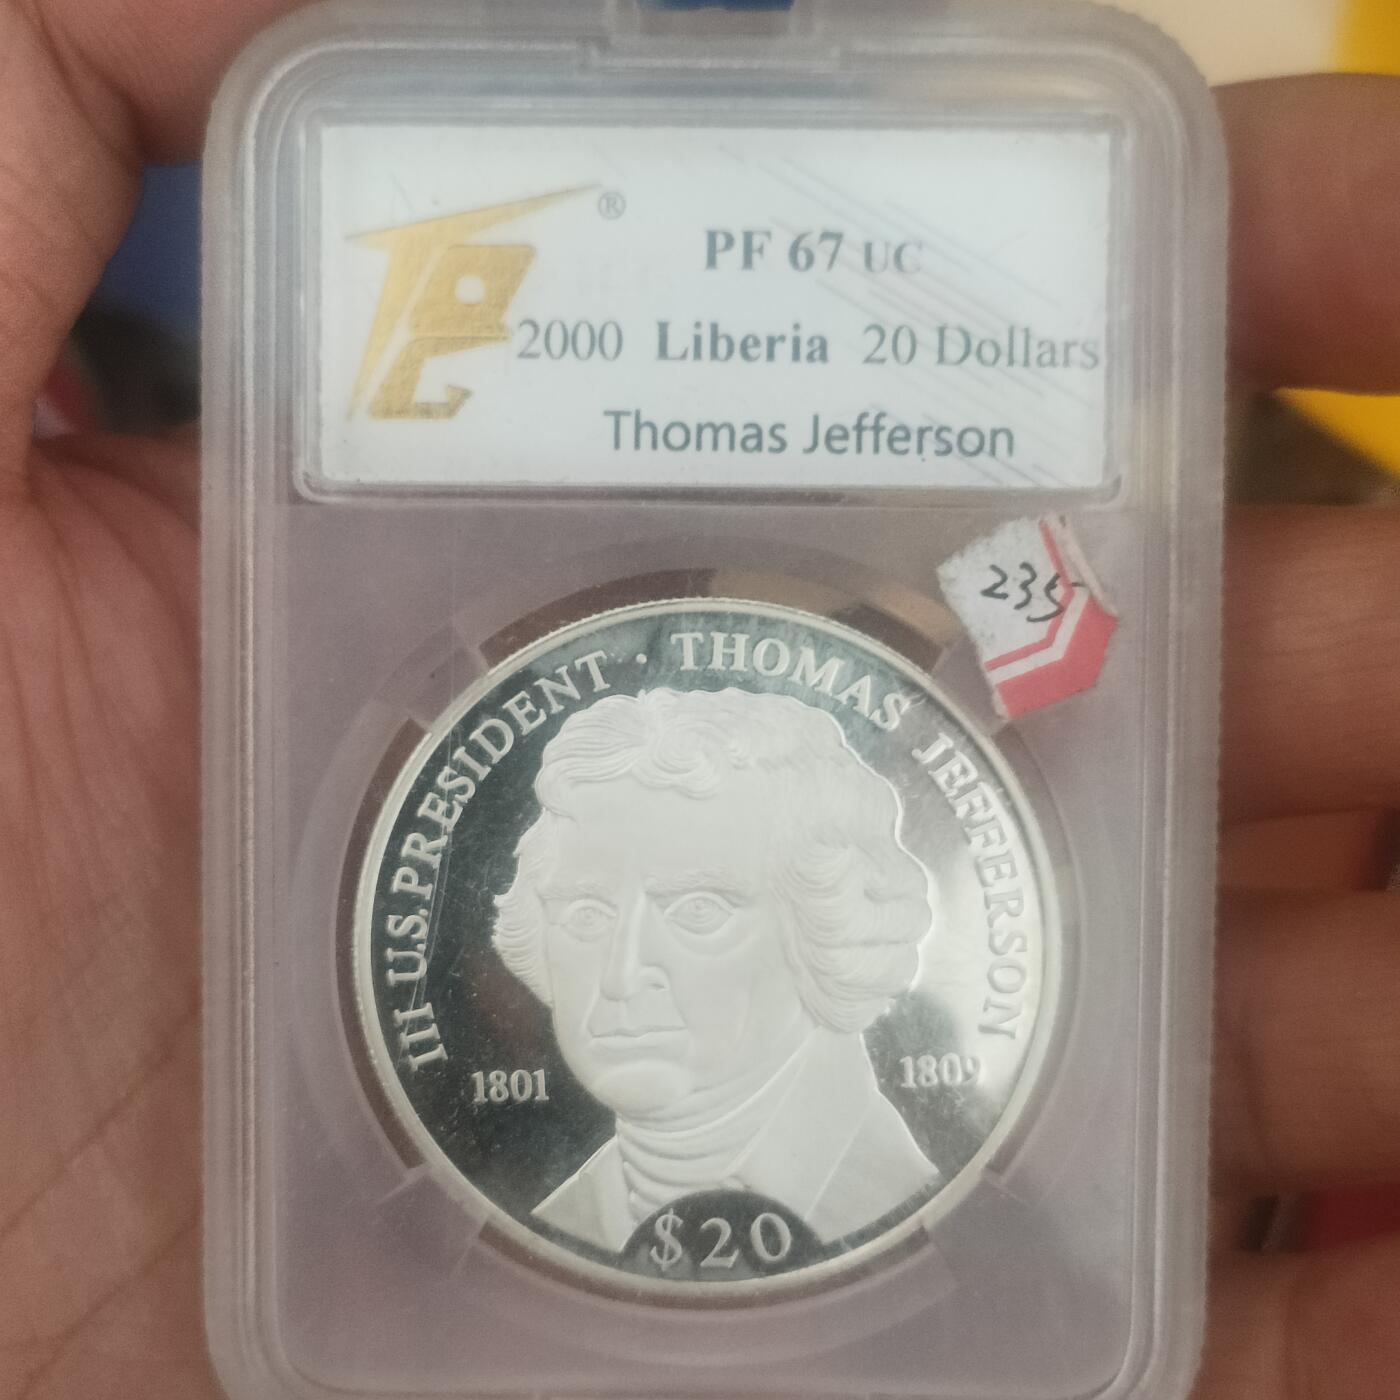 ®
PF 67 UC
2000 Liberia 20 Dollars
Thomas Jefferson
235
III U.S. PRESIDENT · THOMAS JEFFERSON
1801
1809
$20